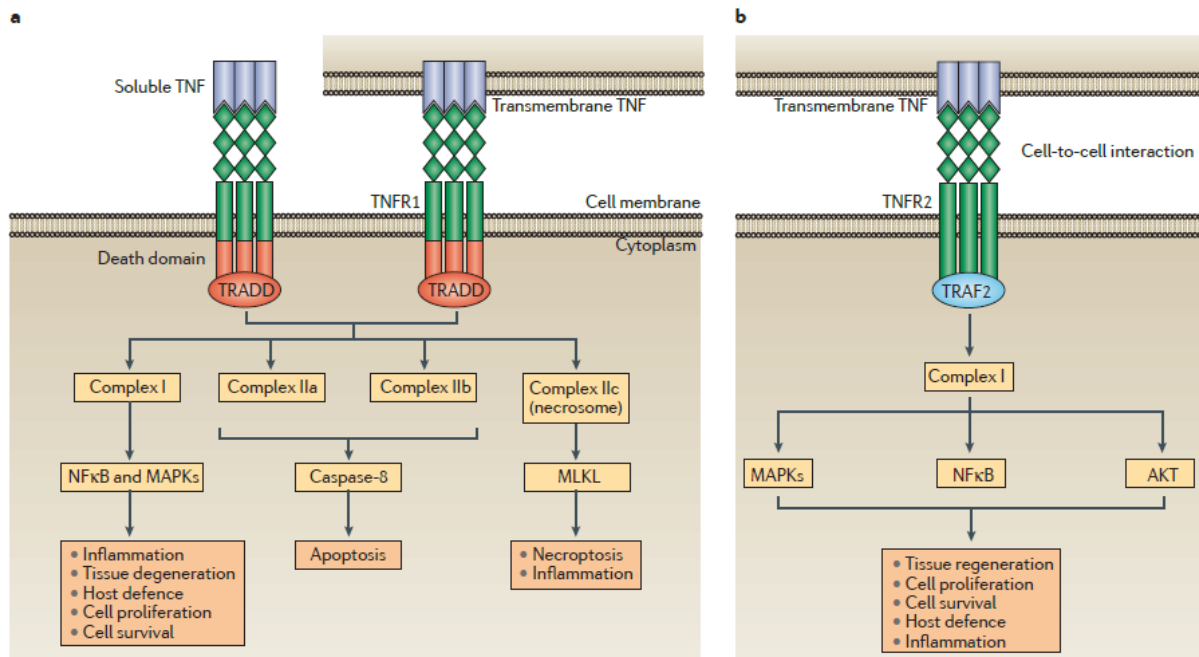 a
Soluble TNF
Transmembrane TNF
TNFR1
Cell membrane
Cytoplasm
Death domain
TRADD
TRADD
Complex I
Complex IIa
Complex IIb
Complex IIc
(necrosome)
NFκB and MAPKs
Caspase-8
MLKL
• Inflammation
• Tissue degeneration
• Host defence
• Cell proliferation
• Cell survival
Apoptosis
• Necroptosis
• Inflammation
b
Transmembrane TNF
Cell-to-cell interaction
TNFR2
TRAF2
Complex I
MAPKs
NFκB
AKT
• Tissue regeneration
• Cell proliferation
• Cell survival
• Host defence
• Inflammation